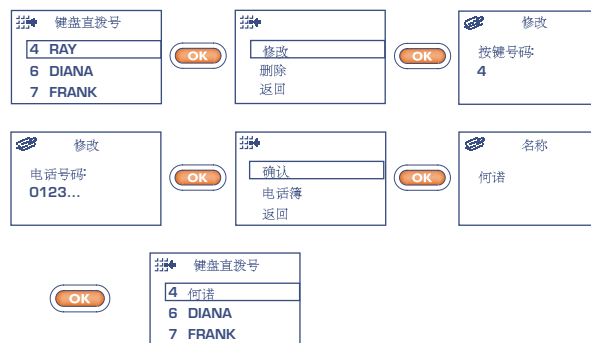 键盘直拨号
4 RAY
6 DIANA
7 FRANK
OK
修改
删除
返回
OK
修改
按键号码:
4
修改
电话号码:
0123...
OK
确认
电话簿
返回
OK
名称
何诺
OK
键盘直拨号
4 何诺
6 DIANA
7 FRANK